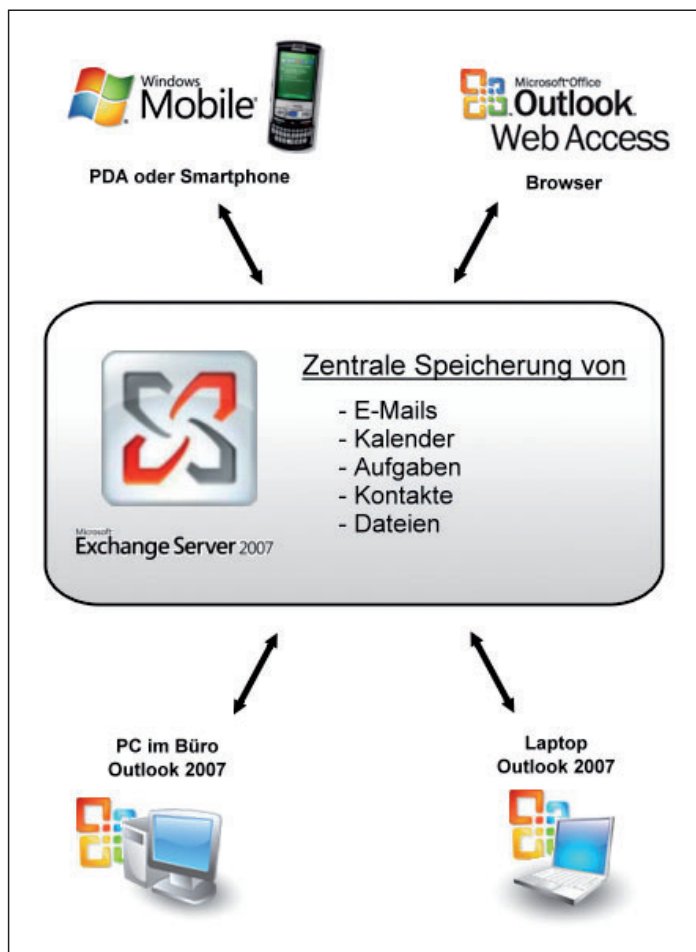 Windows
Mobile®
PDA oder Smartphone
Microsoft® Office
Outlook
Web Access
Browser
Zentrale Speicherung von
- E-Mails
- Kalender
- Aufgaben
- Kontakte
- Dateien
Microsoft®
Exchange Server 2007
PC im Büro
Outlook 2007
Laptop
Outlook 2007